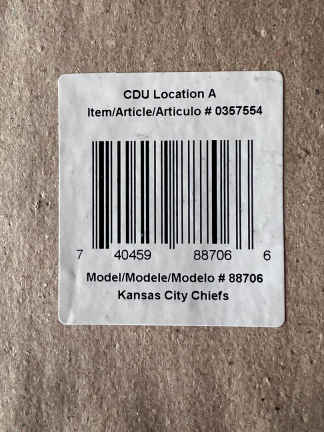 CDU Location A
Item/Article/Articulo # 0357554
7 40459 88706 6
Model/Modele/Modelo # 88706
Kansas City Chiefs